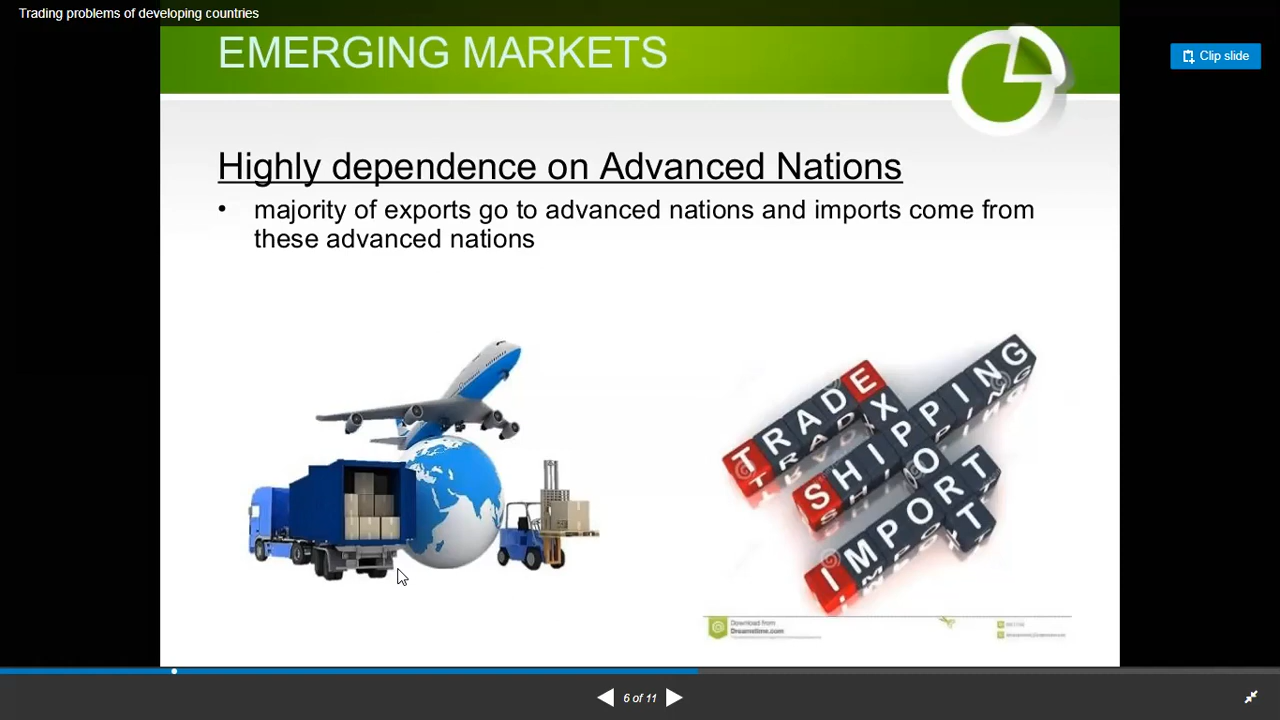 Trading problems of developing countries
EMERGING MARKETS
Clip slide
Highly dependence on Advanced Nations
• majority of exports go to advanced nations and imports come from
these advanced nations
TRADE
EXPORT
SHIPPING
IMPORT
Download from
Dreamstime.com
6 of 11